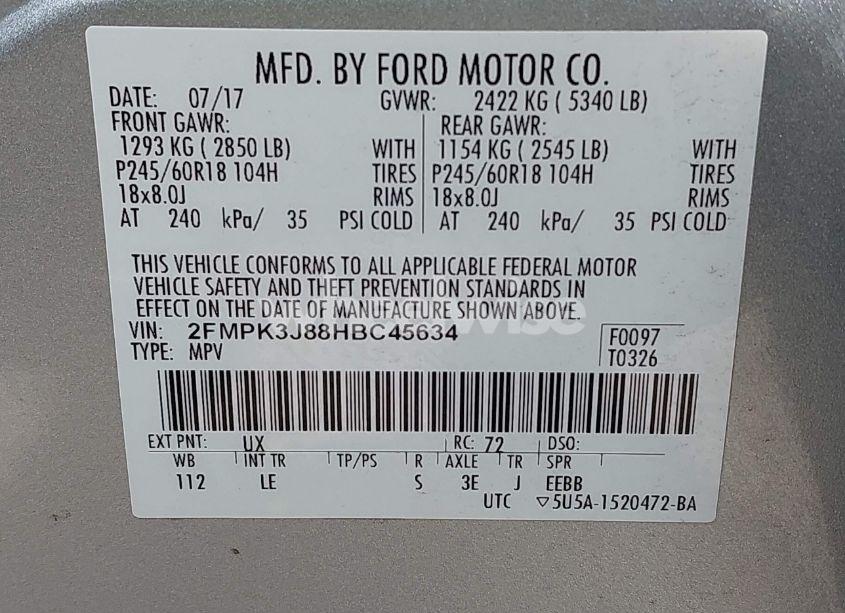 MFD. BY FORD MOTOR CO.
DATE: 07/17 GVWR: 2422 KG ( 5340 LB)
FRONT GAWR: REAR GAWR:
1293 KG ( 2850 LB) WITH 1154 KG ( 2545 LB) WITH
P245/60R18 104H TIRES P245/60R18 104H TIRES
18x8.0J RIMS 18x8.0J RIMS
AT 240 kPa/ 35 PSI COLD AT 240 kPa/ 35 PSI COLD
THIS VEHICLE CONFORMS TO ALL APPLICABLE FEDERAL MOTOR
VEHICLE SAFETY AND THEFT PREVENTION STANDARDS IN
EFFECT ON THE DATE OF MANUFACTURE SHOWN ABOVE.
VIN: 2FMPK3J88HBC45634 F0097
TYPE: MPV T0326
EXT PNT: UX RC: 72 DSO:
WB INT TR TP/PS R AXLE TR SPR
112 LE S 3E J EEBB
UTC ▽5U5A-1520472-BA